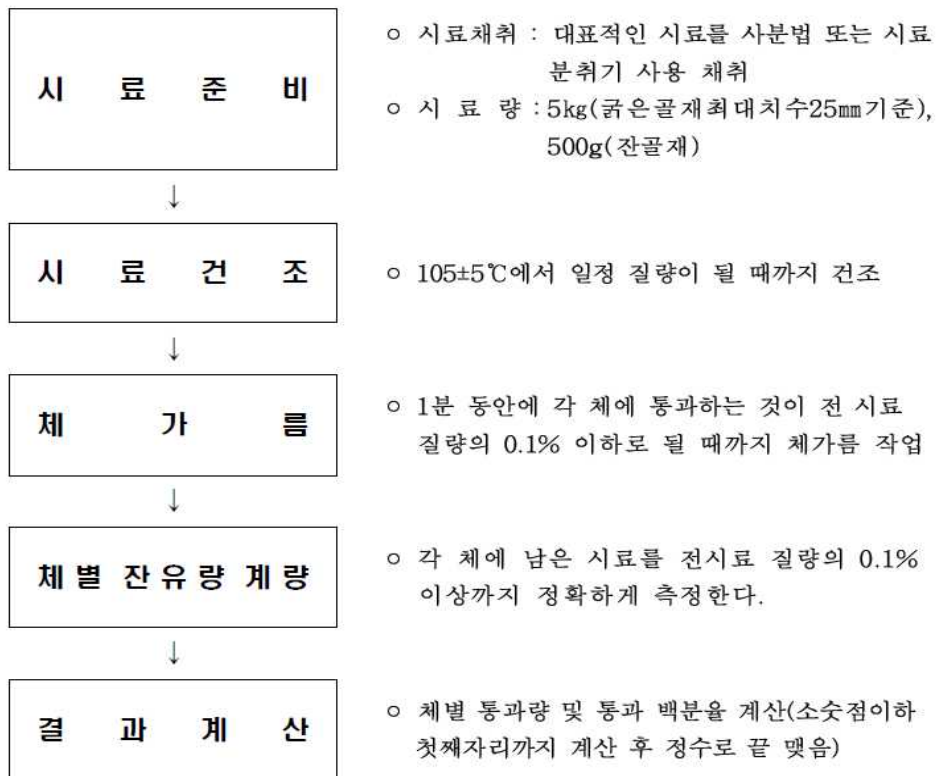 시 료 준 비
○ 시료채취 : 대표적인 시료를 사분법 또는 시료
분취기 사용 채취
○ 시 료 량 : 5㎏(굵은골재최대치수25㎜기준),
500g(잔골재)
↓
시 료 건 조
○ 105±5℃에서 일정 질량이 될 때까지 건조
↓
체 가 름
○ 1분 동안에 각 체에 통과하는 것이 전 시료
질량의 0.1% 이하로 될 때까지 체가름 작업
↓
체 별 잔 유 량 계 량
○ 각 체에 남은 시료를 전시료 질량의 0.1%
이상까지 정확하게 측정한다.
↓
결 과 계 산
○ 체별 통과량 및 통과 백분율 계산(소숫점이하
첫째자리까지 계산 후 정수로 끝 맺음)